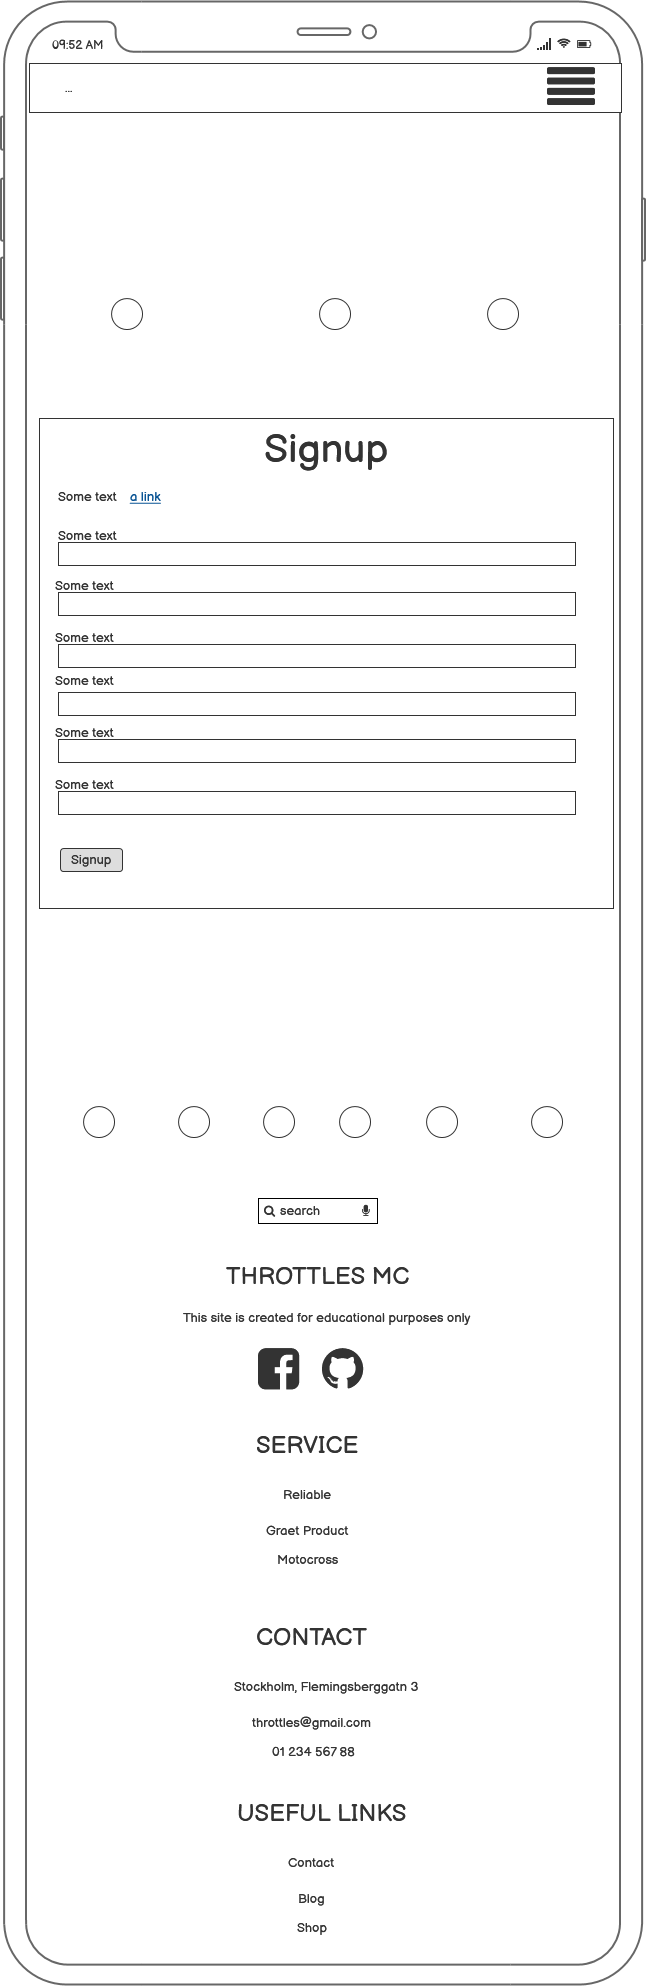 09:52 AM
...
Signup
Some text a link
Some text
Some text
Some text
Some text
Some text
Some text
Signup
search
THROTTLES MC
This site is created for educational purposes only
SERVICE
Reliable
Graet Product
Motocross
CONTACT
Stockholm, Flemingsberggatn 3
throttles@gmail.com
01 234 567 88
USEFUL LINKS
Contact
Blog
Shop